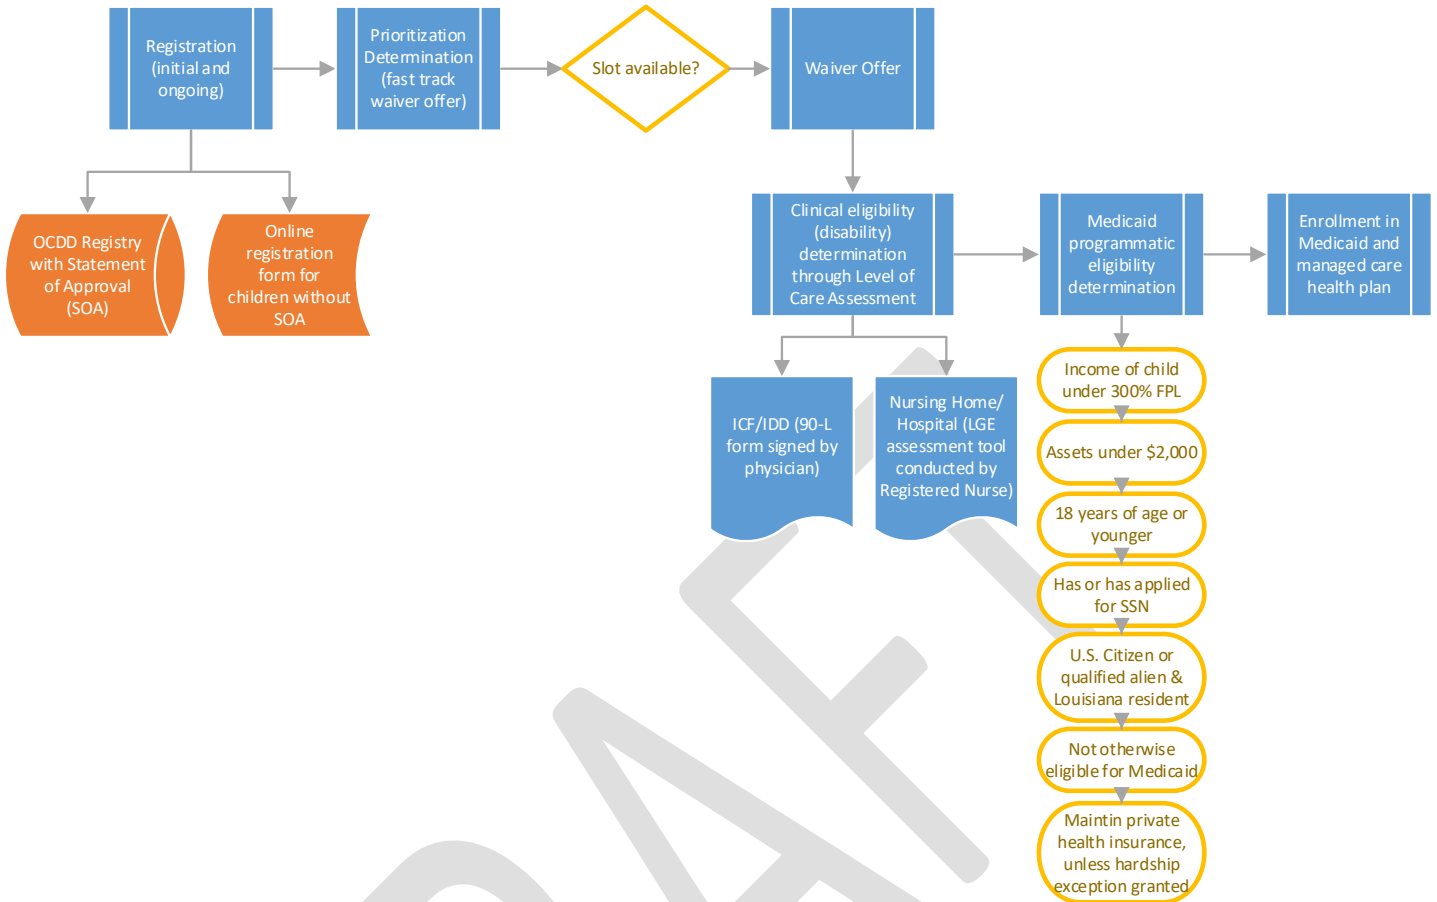 Registration
(initial and
ongoing)
Prioritization
Determination
(fast track
waiver offer)
Slot available?
Waiver Offer
OCDD Registry
with Statement
of Approval
(SOA)
Online
registration
form for
children without
SOA
Clinical eligibility
(disability)
determination
through Level of
Care Assessment
Medicaid
programmatic
eligibility
determination
Enrollment in
Medicaid and
managed care
health plan
ICF/IDD (90-L
form signed by
physician)
Nursing Home/
Hospital (LGE
assessment tool
conducted by
Registered Nurse)
Income of child
under 300% FPL
Assets under $2,000
18 years of age or
younger
Has or has applied
for SSN
U.S. Citizen or
qualified alien &
Louisiana resident
Not otherwise
eligible for Medicaid
Maintin private
health insurance,
unless hardship
exception granted